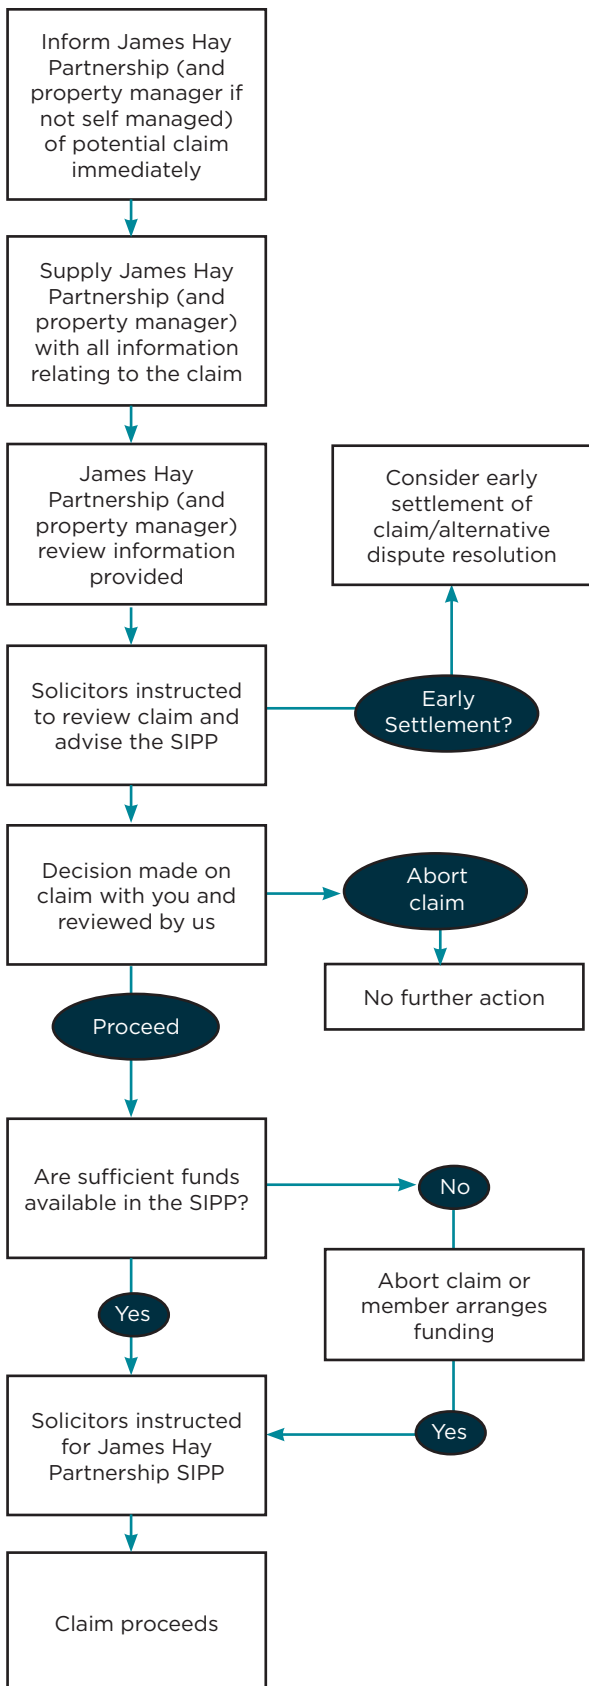 Inform James Hay
Partnership (and
property manager if
not self managed)
of potential claim
immediately
Supply James Hay
Partnership (and
property manager)
with all information
relating to the claim
James Hay
Partnership (and
property manager)
review information
provided
Consider early
settlement of
claim/alternative
dispute resolution
Solicitors instructed
to review claim and
advise the SIPP
Early
Settlement?
Decision made on
claim with you and
reviewed by us
Abort
claim
No further action
Proceed
Are sufficient funds
available in the SIPP?
No
Abort claim or
member arranges
funding
Yes
Solicitors instructed
for James Hay
Partnership SIPP
Yes
Claim proceeds